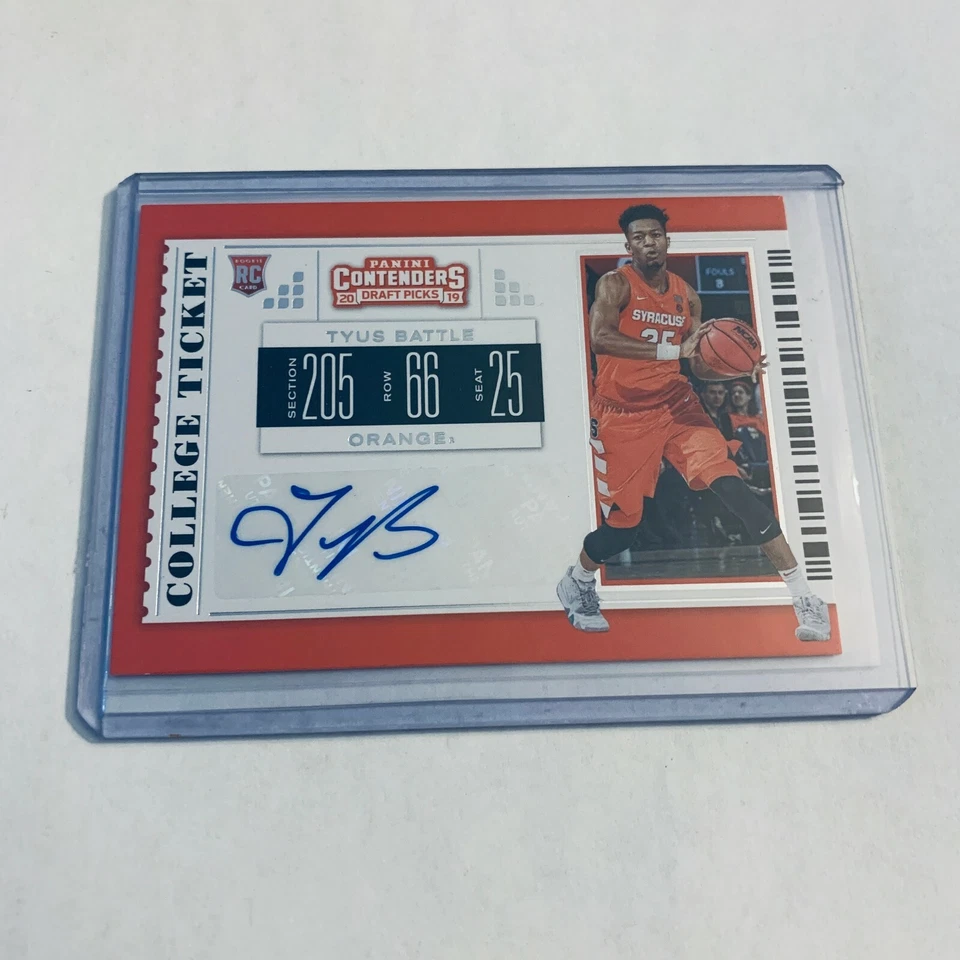 COLLEGE TICKET
ROOKIE
RC
CARD
PANINI
CONTENDERS
20 DRAFT PICKS 19
TYUS BATTLE
SECTION 205 ROW 66 SEAT 25
ORANGE
FOULS
8
SYRACUSE
25
NCAA